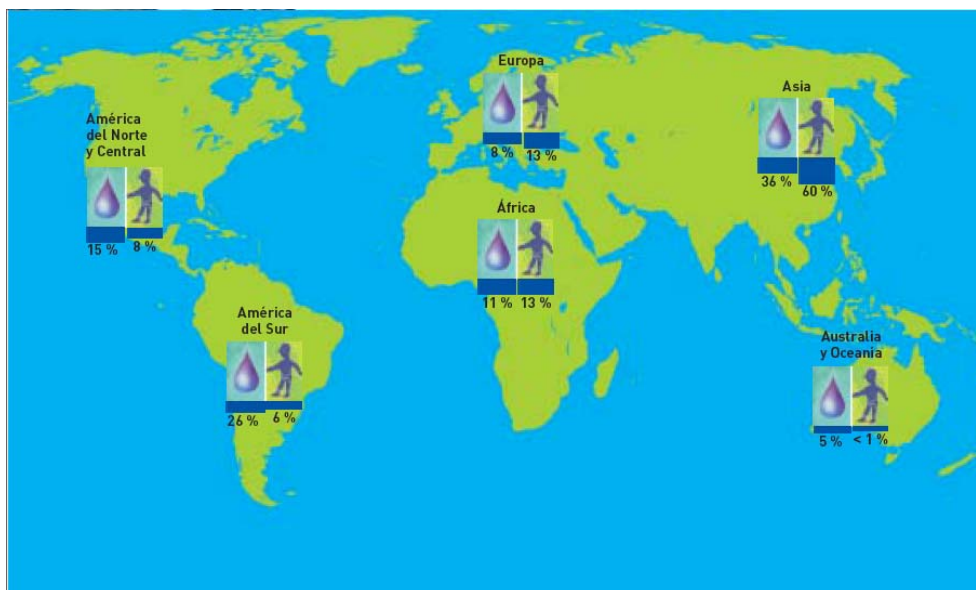 Europa
8 % 13 %
Asia
36 % 60 %
América
del Norte
y Central
15 % 8 %
África
11 % 13 %
América
del Sur
26 % 6 %
Australia
y Oceanía
5 % < 1 %